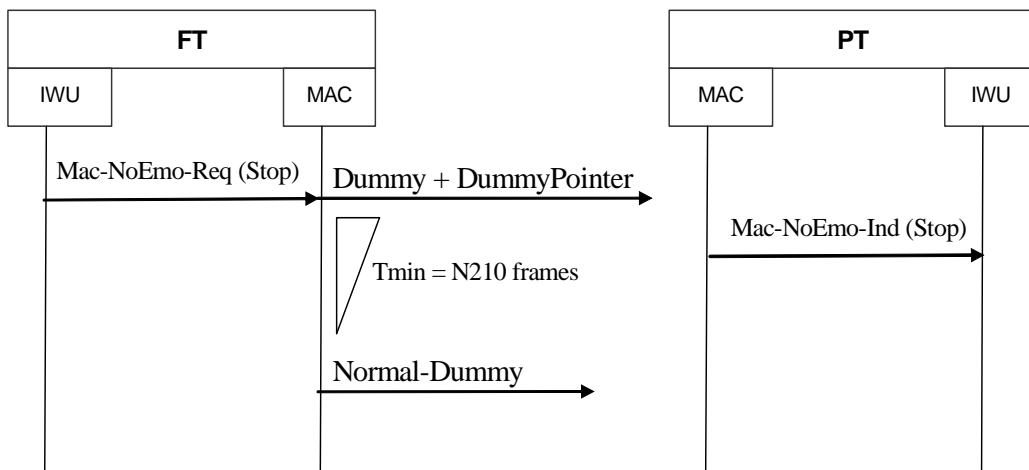 FT
PT
IWU
MAC
MAC
IWU
Mac-NoEmo-Req (Stop)
Dummy + DummyPointer
Mac-NoEmo-Ind (Stop)
Tmin = N210 frames
Normal-Dummy